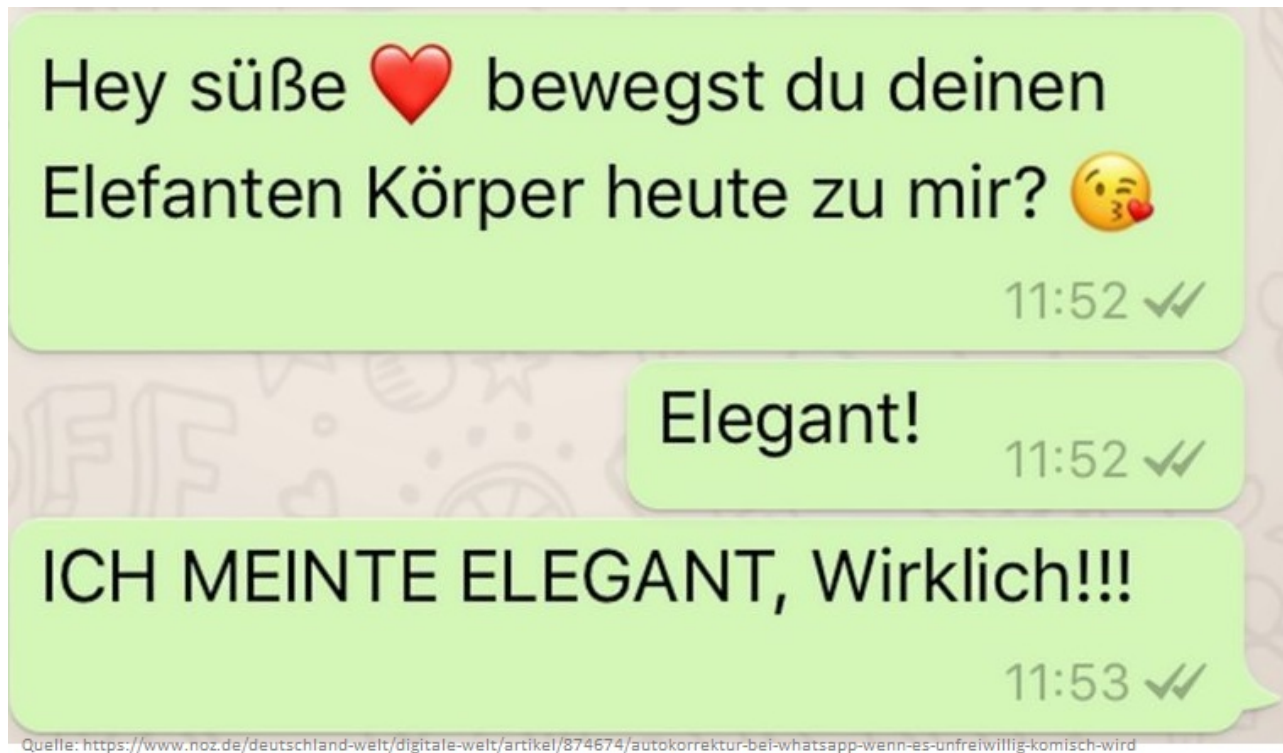 Hey süße ❤️ bewegst du deinen
Elefanten Körper heute zu mir? 😘
11:52
Elegant!
11:52
ICH MEINTE ELEGANT, Wirklich!!!
11:53
Quelle: https://www.noz.de/deutschland-welt/digitale-welt/artikel/874674/autokorrektur-bei-whatsapp-wenn-es-unfreiwillig-komisch-wird